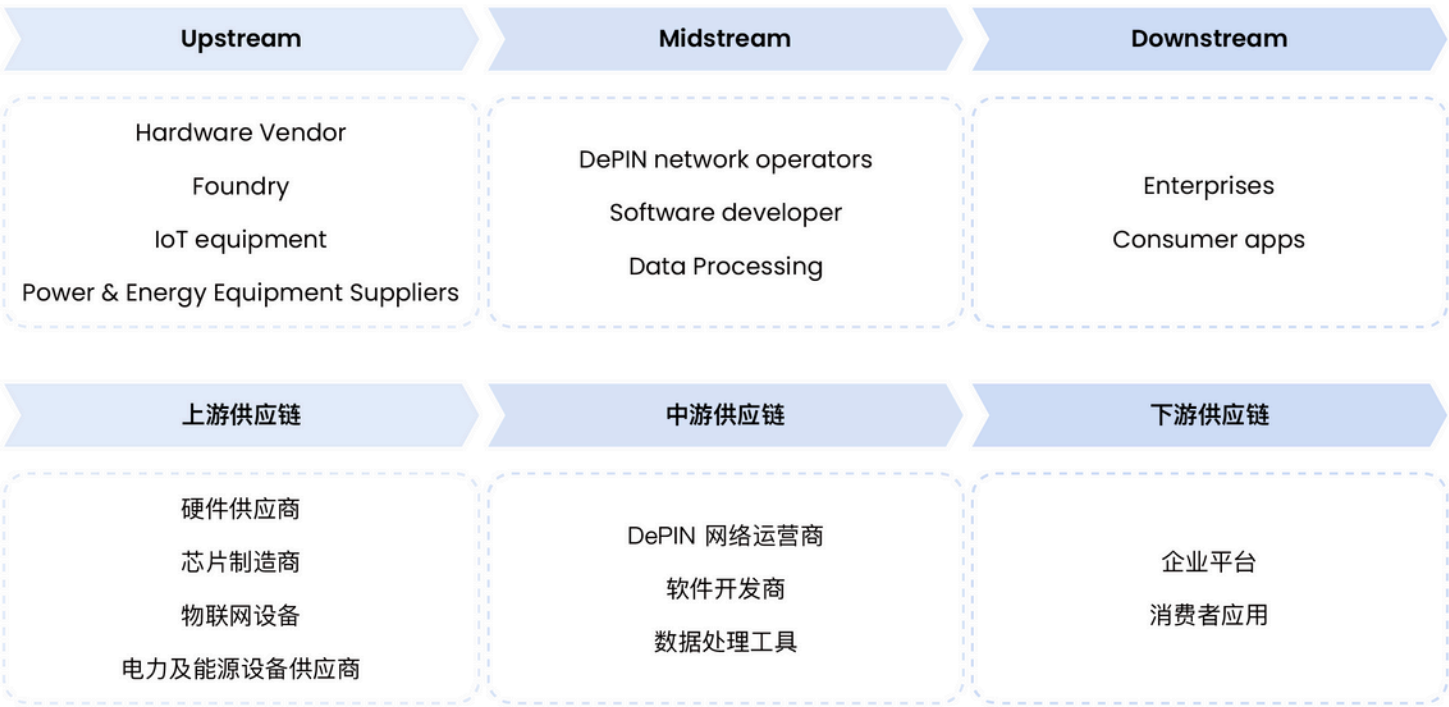 Upstream
Midstream
Downstream
Hardware Vendor
Foundry
IoT equipment
Power & Energy Equipment Suppliers
DePIN network operators
Software developer
Data Processing
Enterprises
Consumer apps
上游供应链
中游供应链
下游供应链
硬件供应商
芯片制造商
物联网设备
电力及能源设备供应商
DePIN 网络运营商
软件开发商
数据处理工具
企业平台
消费者应用